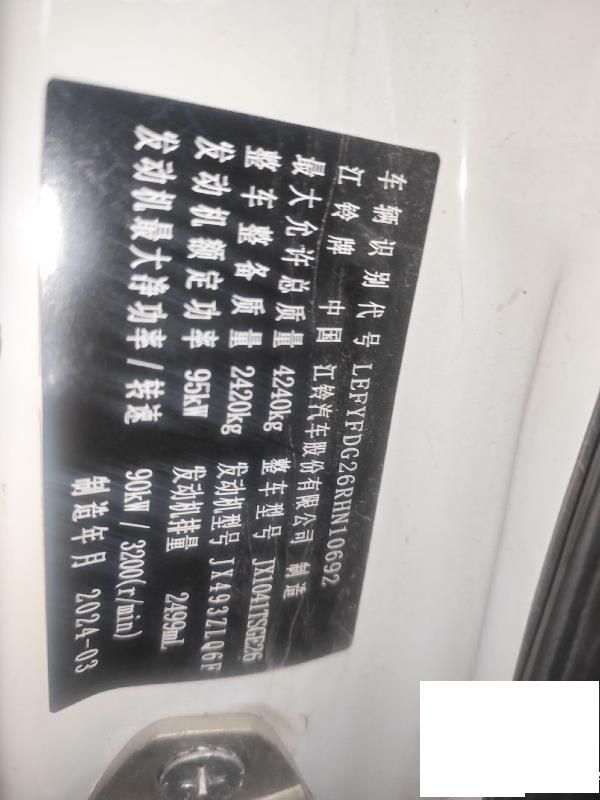 车辆识别代号 LEFYFDG26RHN10692
江铃牌 中国 江铃汽车股份有限公司 制造
最大允许总质量 4240kg 整车型号 JX1041TSGE26
整车整备质量 2420kg 发动机型号 JX493ZLQ6F
发动机额定功率 95kW 发动机排量 2499mL
发动机最大净功率/转速 90kW / 3200(r/min)
制造年月 2024-03